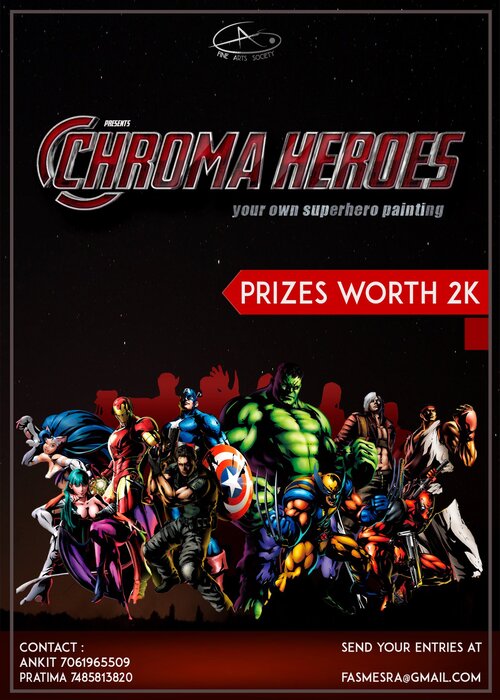 FINE ARTS SOCIETY
PRESENTS
CHROMA HEROES
your own superhero painting
PRIZES WORTH 2K
CONTACT :
ANKIT 7061965509
PRATIMA 7485813820
SEND YOUR ENTRIES AT
FASMESRA@GMAIL.COM